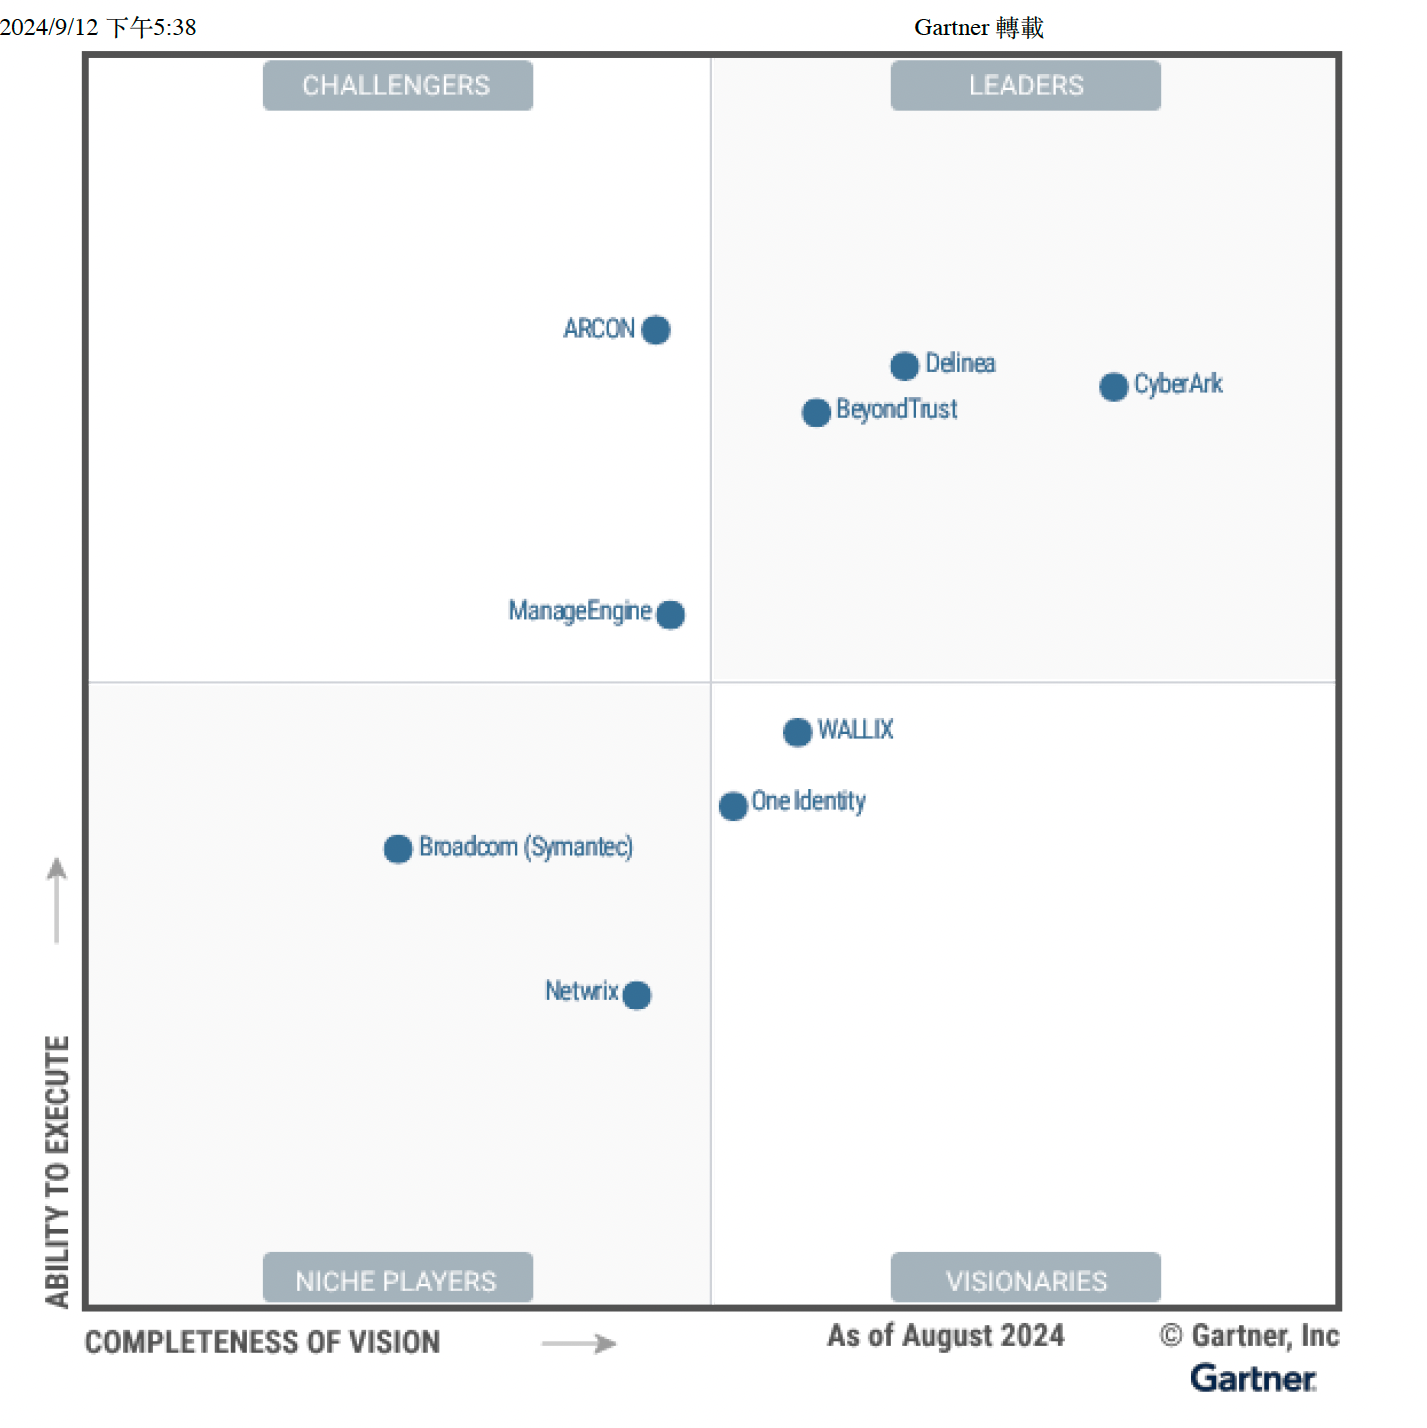 2024/9/12 下午5:38
Gartner 轉載
CHALLENGERS
LEADERS
ARCON
Delinea
CyberArk
BeyondTrust
ManageEngine
WALLIX
One Identity
Broadcom (Symantec)
Netwrix
ABILITY TO EXECUTE
NICHE PLAYERS
VISIONARIES
COMPLETENESS OF VISION
As of August 2024
© Gartner, Inc
Gartner